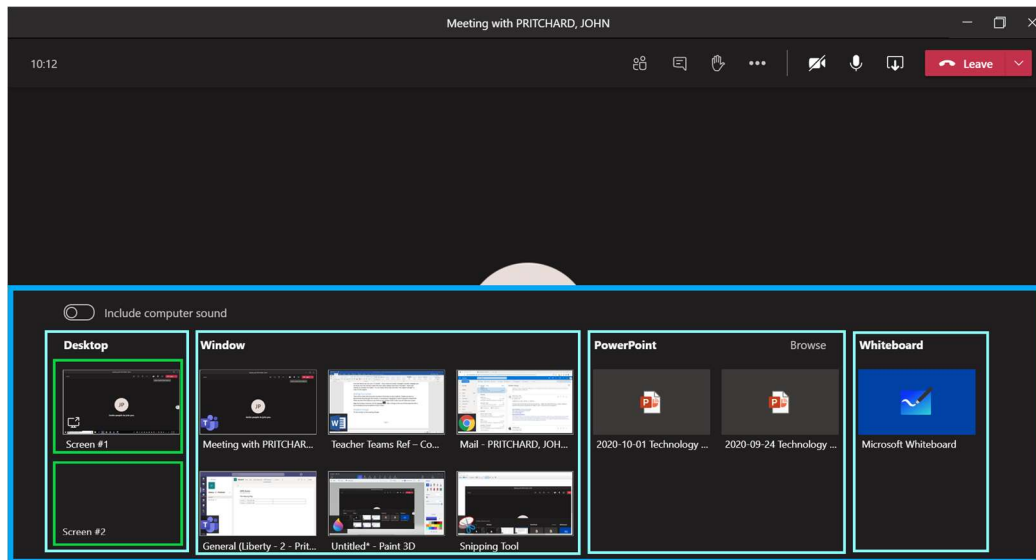 Meeting with PRITCHARD, JOHN
10:12
Leave
Include computer sound
Desktop
Window
PowerPoint
Browse
Whiteboard
Screen #1
Meeting with PRITCHAR...
Teacher Teams Ref – Co...
Mail - PRITCHARD, JOH...
2020-10-01 Technology ...
2020-09-24 Technology ...
Microsoft Whiteboard
Screen #2
General (Liberty - 2 - Prit...
Untitled* - Paint 3D
Snipping Tool